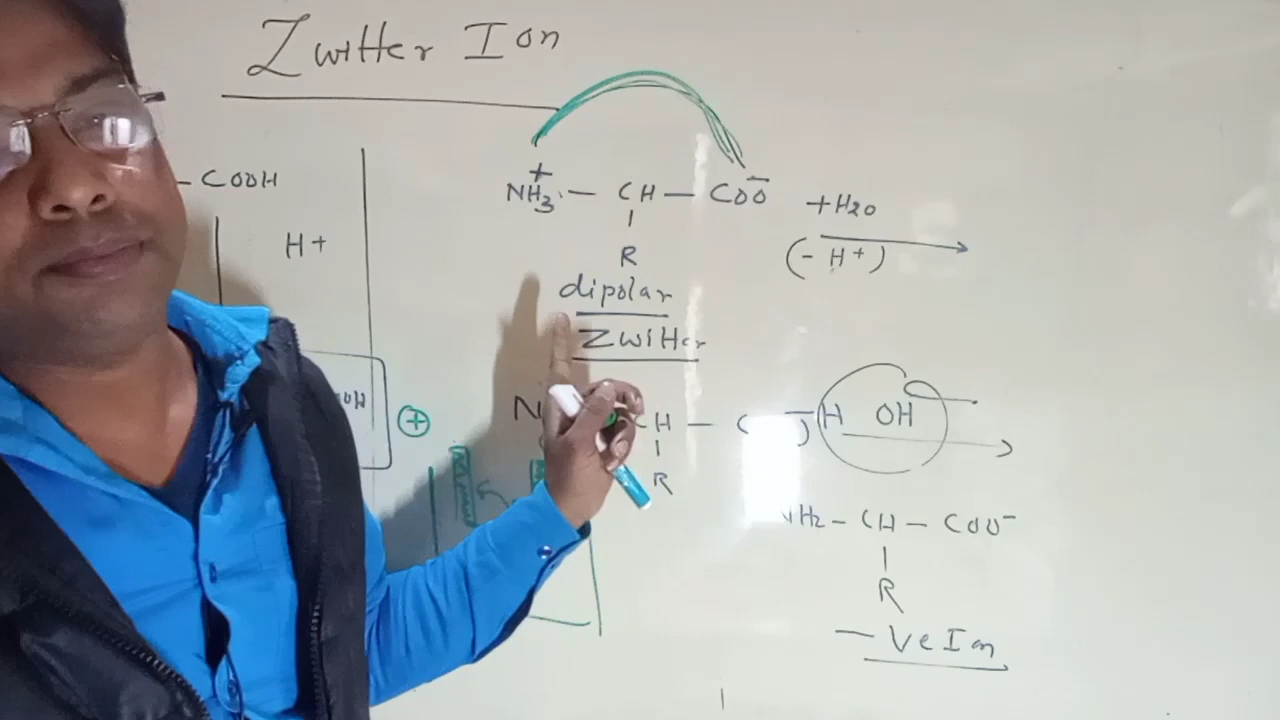 Zwitter Ion
- COOH
H+
+
NH3 - CH - COO-
R
+H2O
(- H+)
dipolar
Zwitter
+
CH -
R
H OH
NH2 - CH - COO-
R
- Ve Ion